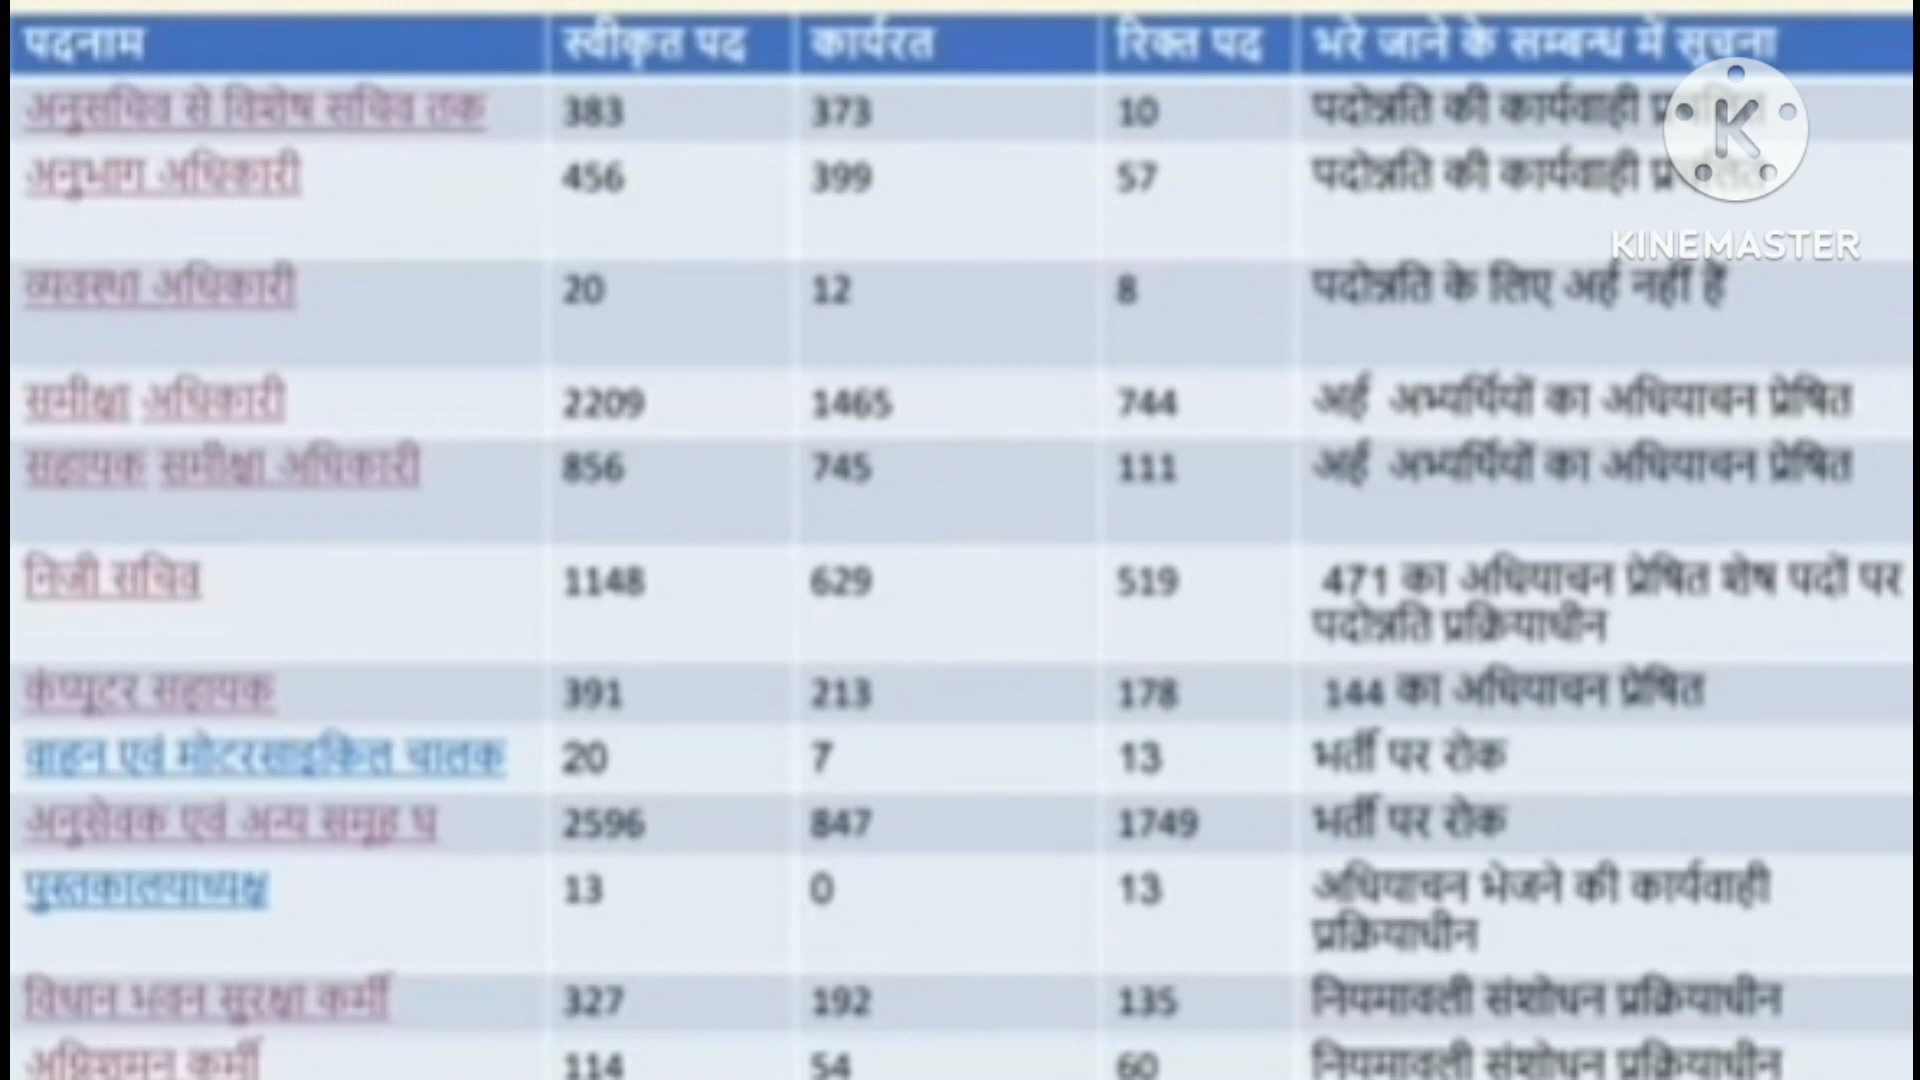 पदनाम स्वीकृत पद कार्यरत रिक्त पद भरे जाने के सम्बन्ध में सूचना
अनुसचिव से विशेष सचिव तक 383 373 10 पदोन्नति की कार्यवाही
अनुभाग अधिकारी 456 399 57 पदोन्नति की कार्यवाही
KINEMASTER
व्यवस्था अधिकारी 20 12 8 पदोन्नति के लिए अर्ह नहीं हैं
समीक्षा अधिकारी 2209 1465 744 अर्ह अभ्यर्थियों का अधियाचन प्रेषित
सहायक समीक्षा अधिकारी 856 745 111 अर्ह अभ्यर्थियों का अधियाचन प्रेषित
निजी सचिव 1148 629 519 471 का अधियाचन प्रेषित शेष पदों पर
पदोन्नति प्रक्रियाधीन
कंप्यूटर सहायक 391 213 178 144 का अधियाचन प्रेषित
वाहन एवं मोटरसाइकिल चालक 20 7 13 भर्ती पर रोक
अनुसेवक एवं अन्य समूह घ 2596 847 1749 भर्ती पर रोक
पुस्तकालयाध्यक्ष 13 0 13 अधियाचन भेजने की कार्यवाही
प्रक्रियाधीन
विधान भवन सुरक्षा कर्मी 327 192 135 नियमावली संशोधन प्रक्रियाधीन
अग्निशमन कर्मी 114 54 60 नियमावली संशोधन प्रक्रियाधीन